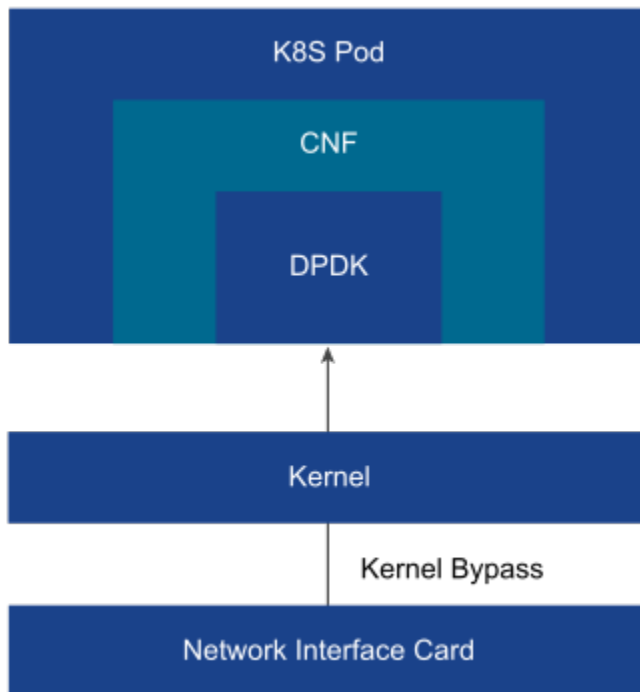 K8S Pod
CNF
DPDK
Kernel
Kernel Bypass
Network Interface Card